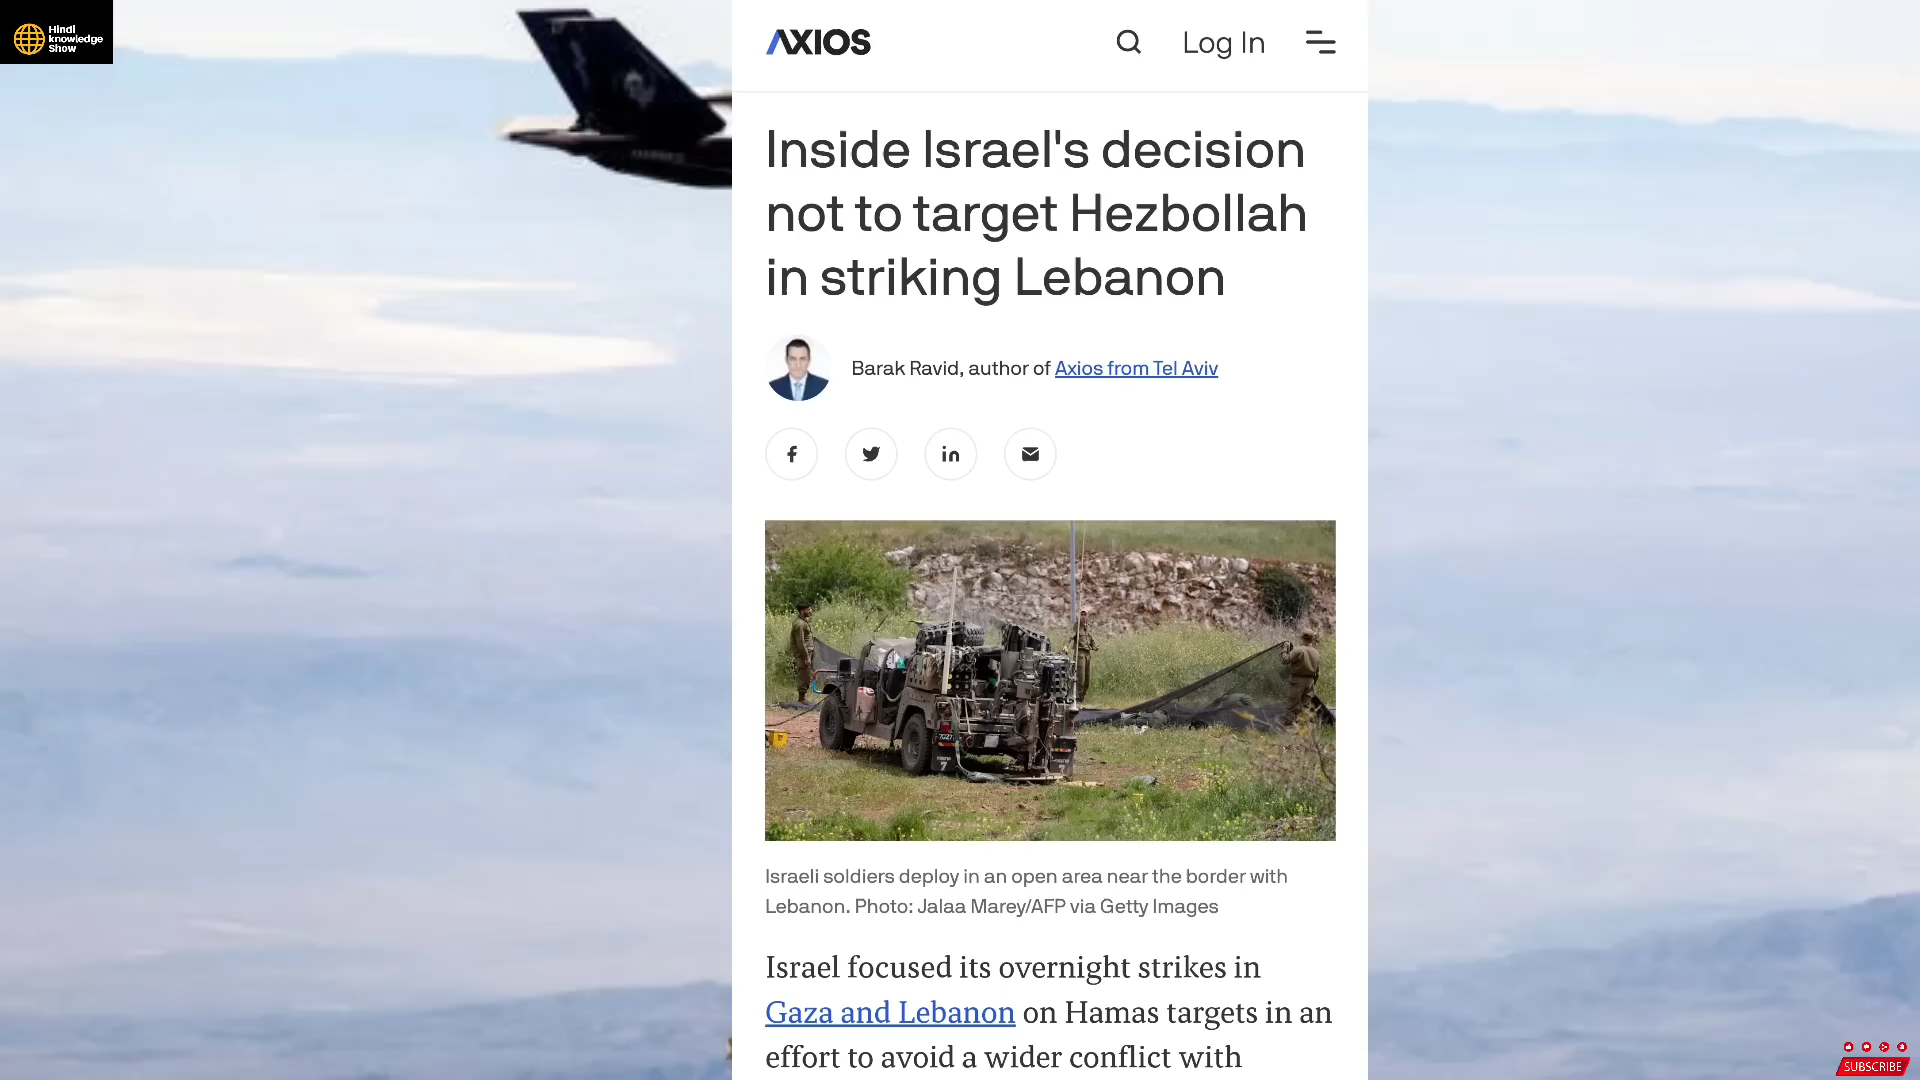 Hindi
knowledge
Show
AXIOS
Log In
Inside Israel's decision
not to target Hezbollah
in striking Lebanon
Barak Ravid, author of Axios from Tel Aviv
Israeli soldiers deploy in an open area near the border with
Lebanon. Photo: Jalaa Marey/AFP via Getty Images
Israel focused its overnight strikes in
Gaza and Lebanon on Hamas targets in an
effort to avoid a wider conflict with
SUBSCRIBE